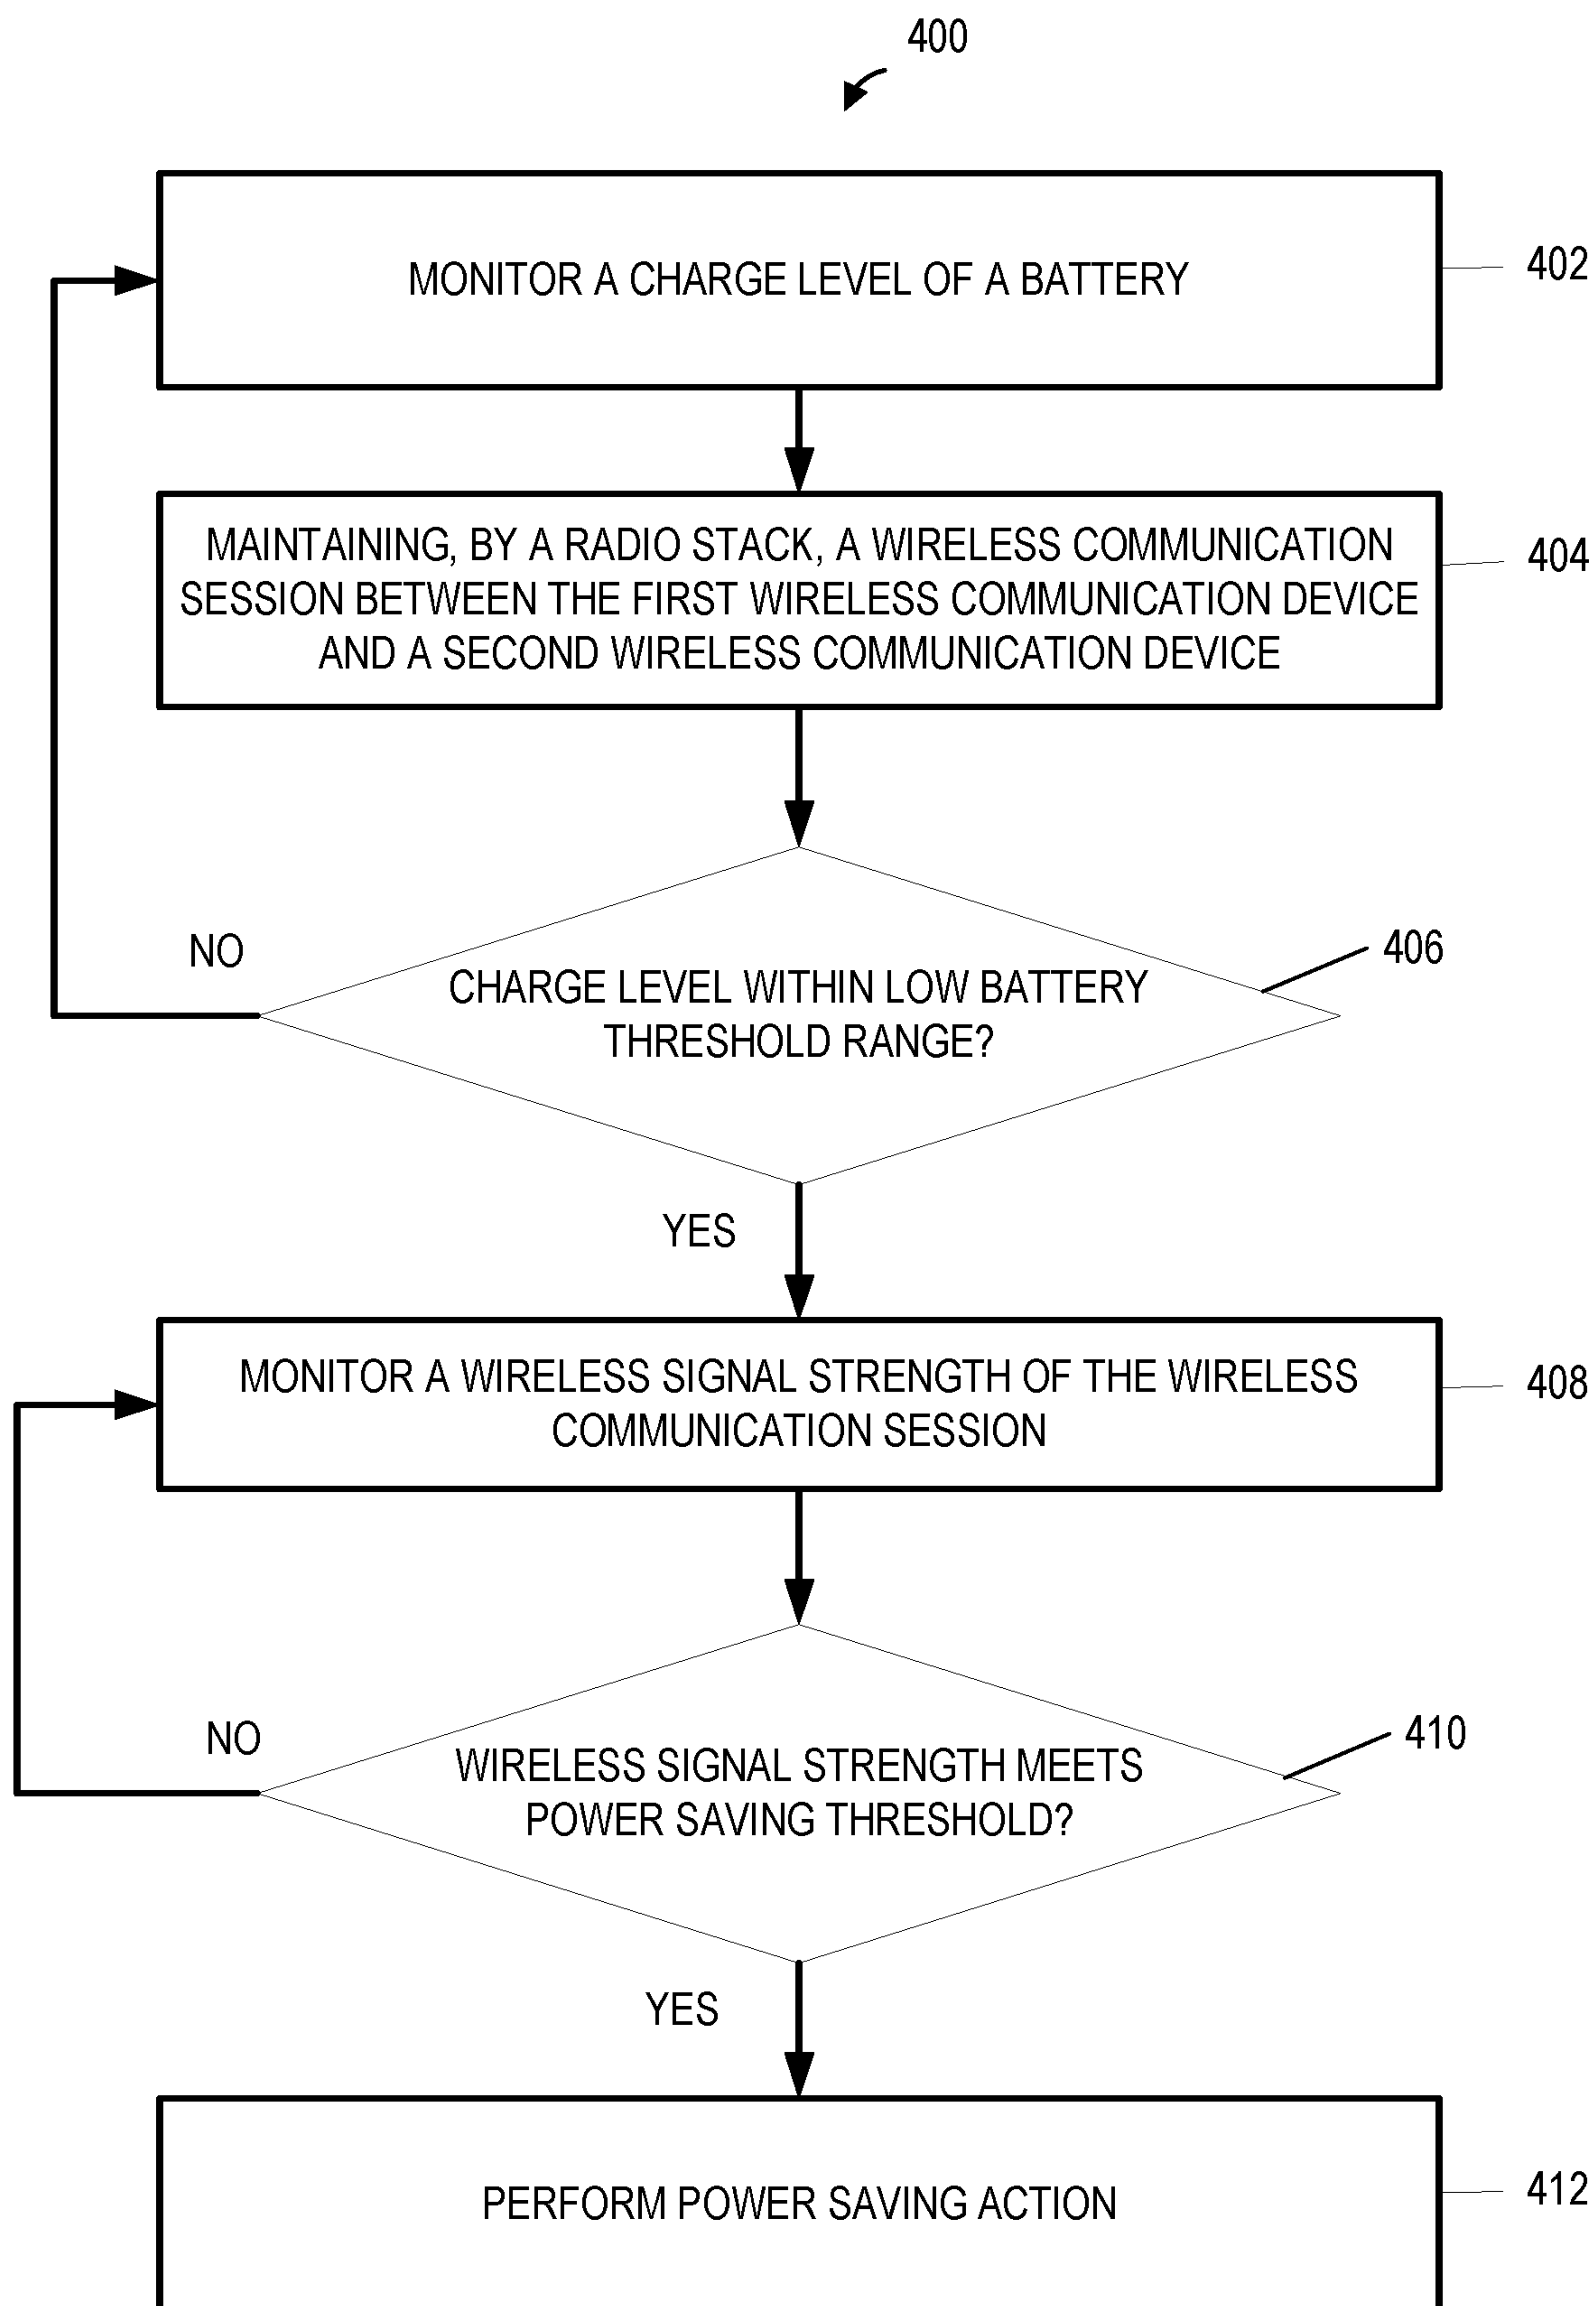 400
MONITOR A CHARGE LEVEL OF A BATTERY
402
MAINTAINING, BY A RADIO STACK, A WIRELESS COMMUNICATION
SESSION BETWEEN THE FIRST WIRELESS COMMUNICATION DEVICE
AND A SECOND WIRELESS COMMUNICATION DEVICE
404
NO
CHARGE LEVEL WITHIN LOW BATTERY
THRESHOLD RANGE?
406
YES
MONITOR A WIRELESS SIGNAL STRENGTH OF THE WIRELESS
COMMUNICATION SESSION
408
NO
WIRELESS SIGNAL STRENGTH MEETS
POWER SAVING THRESHOLD?
410
YES
PERFORM POWER SAVING ACTION
412